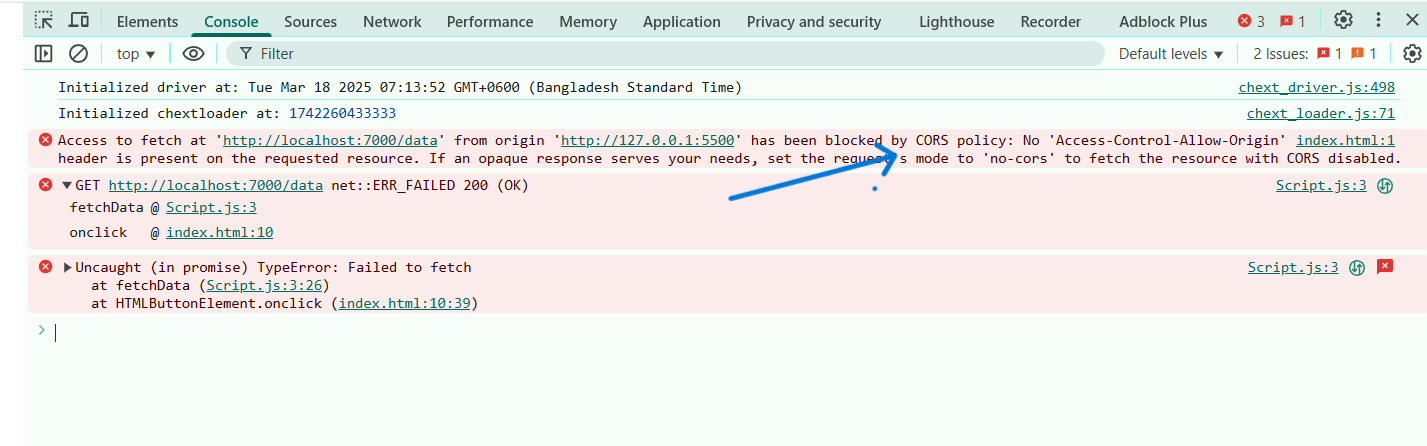 Elements Console Sources Network Performance Memory Application Privacy and security Lighthouse Recorder Adblock Plus 3 1
top Filter Default levels 2 Issues: 1 1
Initialized driver at: Tue Mar 18 2025 07:13:52 GMT+0600 (Bangladesh Standard Time) chext_driver.js:498
Initialized chextloader at: 1742260433333 chext_loader.js:71
Access to fetch at 'http://localhost:7000/data' from origin 'http://127.0.0.1:5500' has been blocked by CORS policy: No 'Access-Control-Allow-Origin' index.html:1
header is present on the requested resource. If an opaque response serves your needs, set the request's mode to 'no-cors' to fetch the resource with CORS disabled.
GET http://localhost:7000/data net::ERR_FAILED 200 (OK) Script.js:3
fetchData @ Script.js:3
onclick @ index.html:10
Uncaught (in promise) TypeError: Failed to fetch Script.js:3
at fetchData (Script.js:3:26)
at HTMLButtonElement.onclick (index.html:10:39)